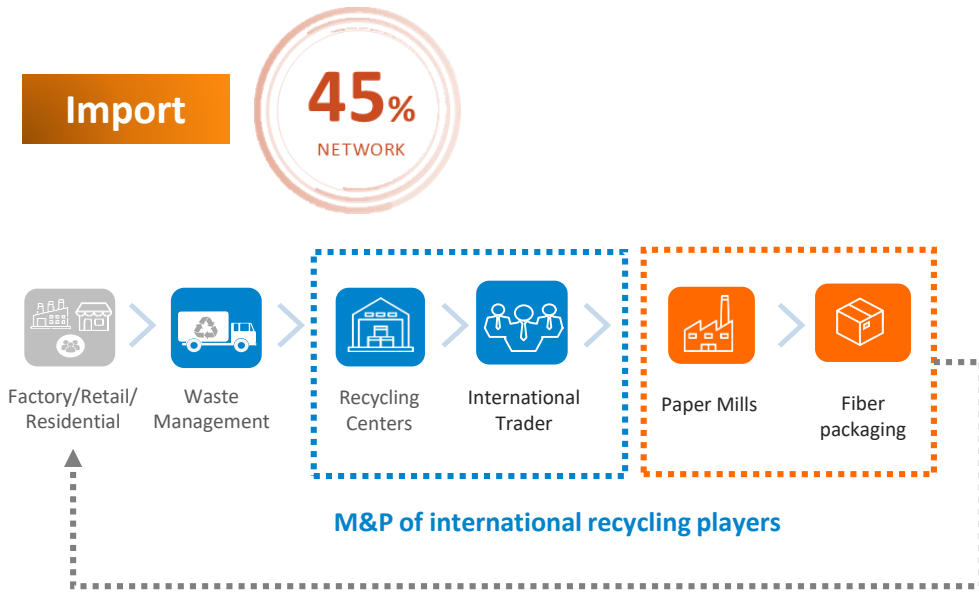 Import
45%
NETWORK
Factory/Retail/
Residential
Waste
Management
Recycling
Centers
International
Trader
Paper Mills
Fiber
packaging
M&P of international recycling players